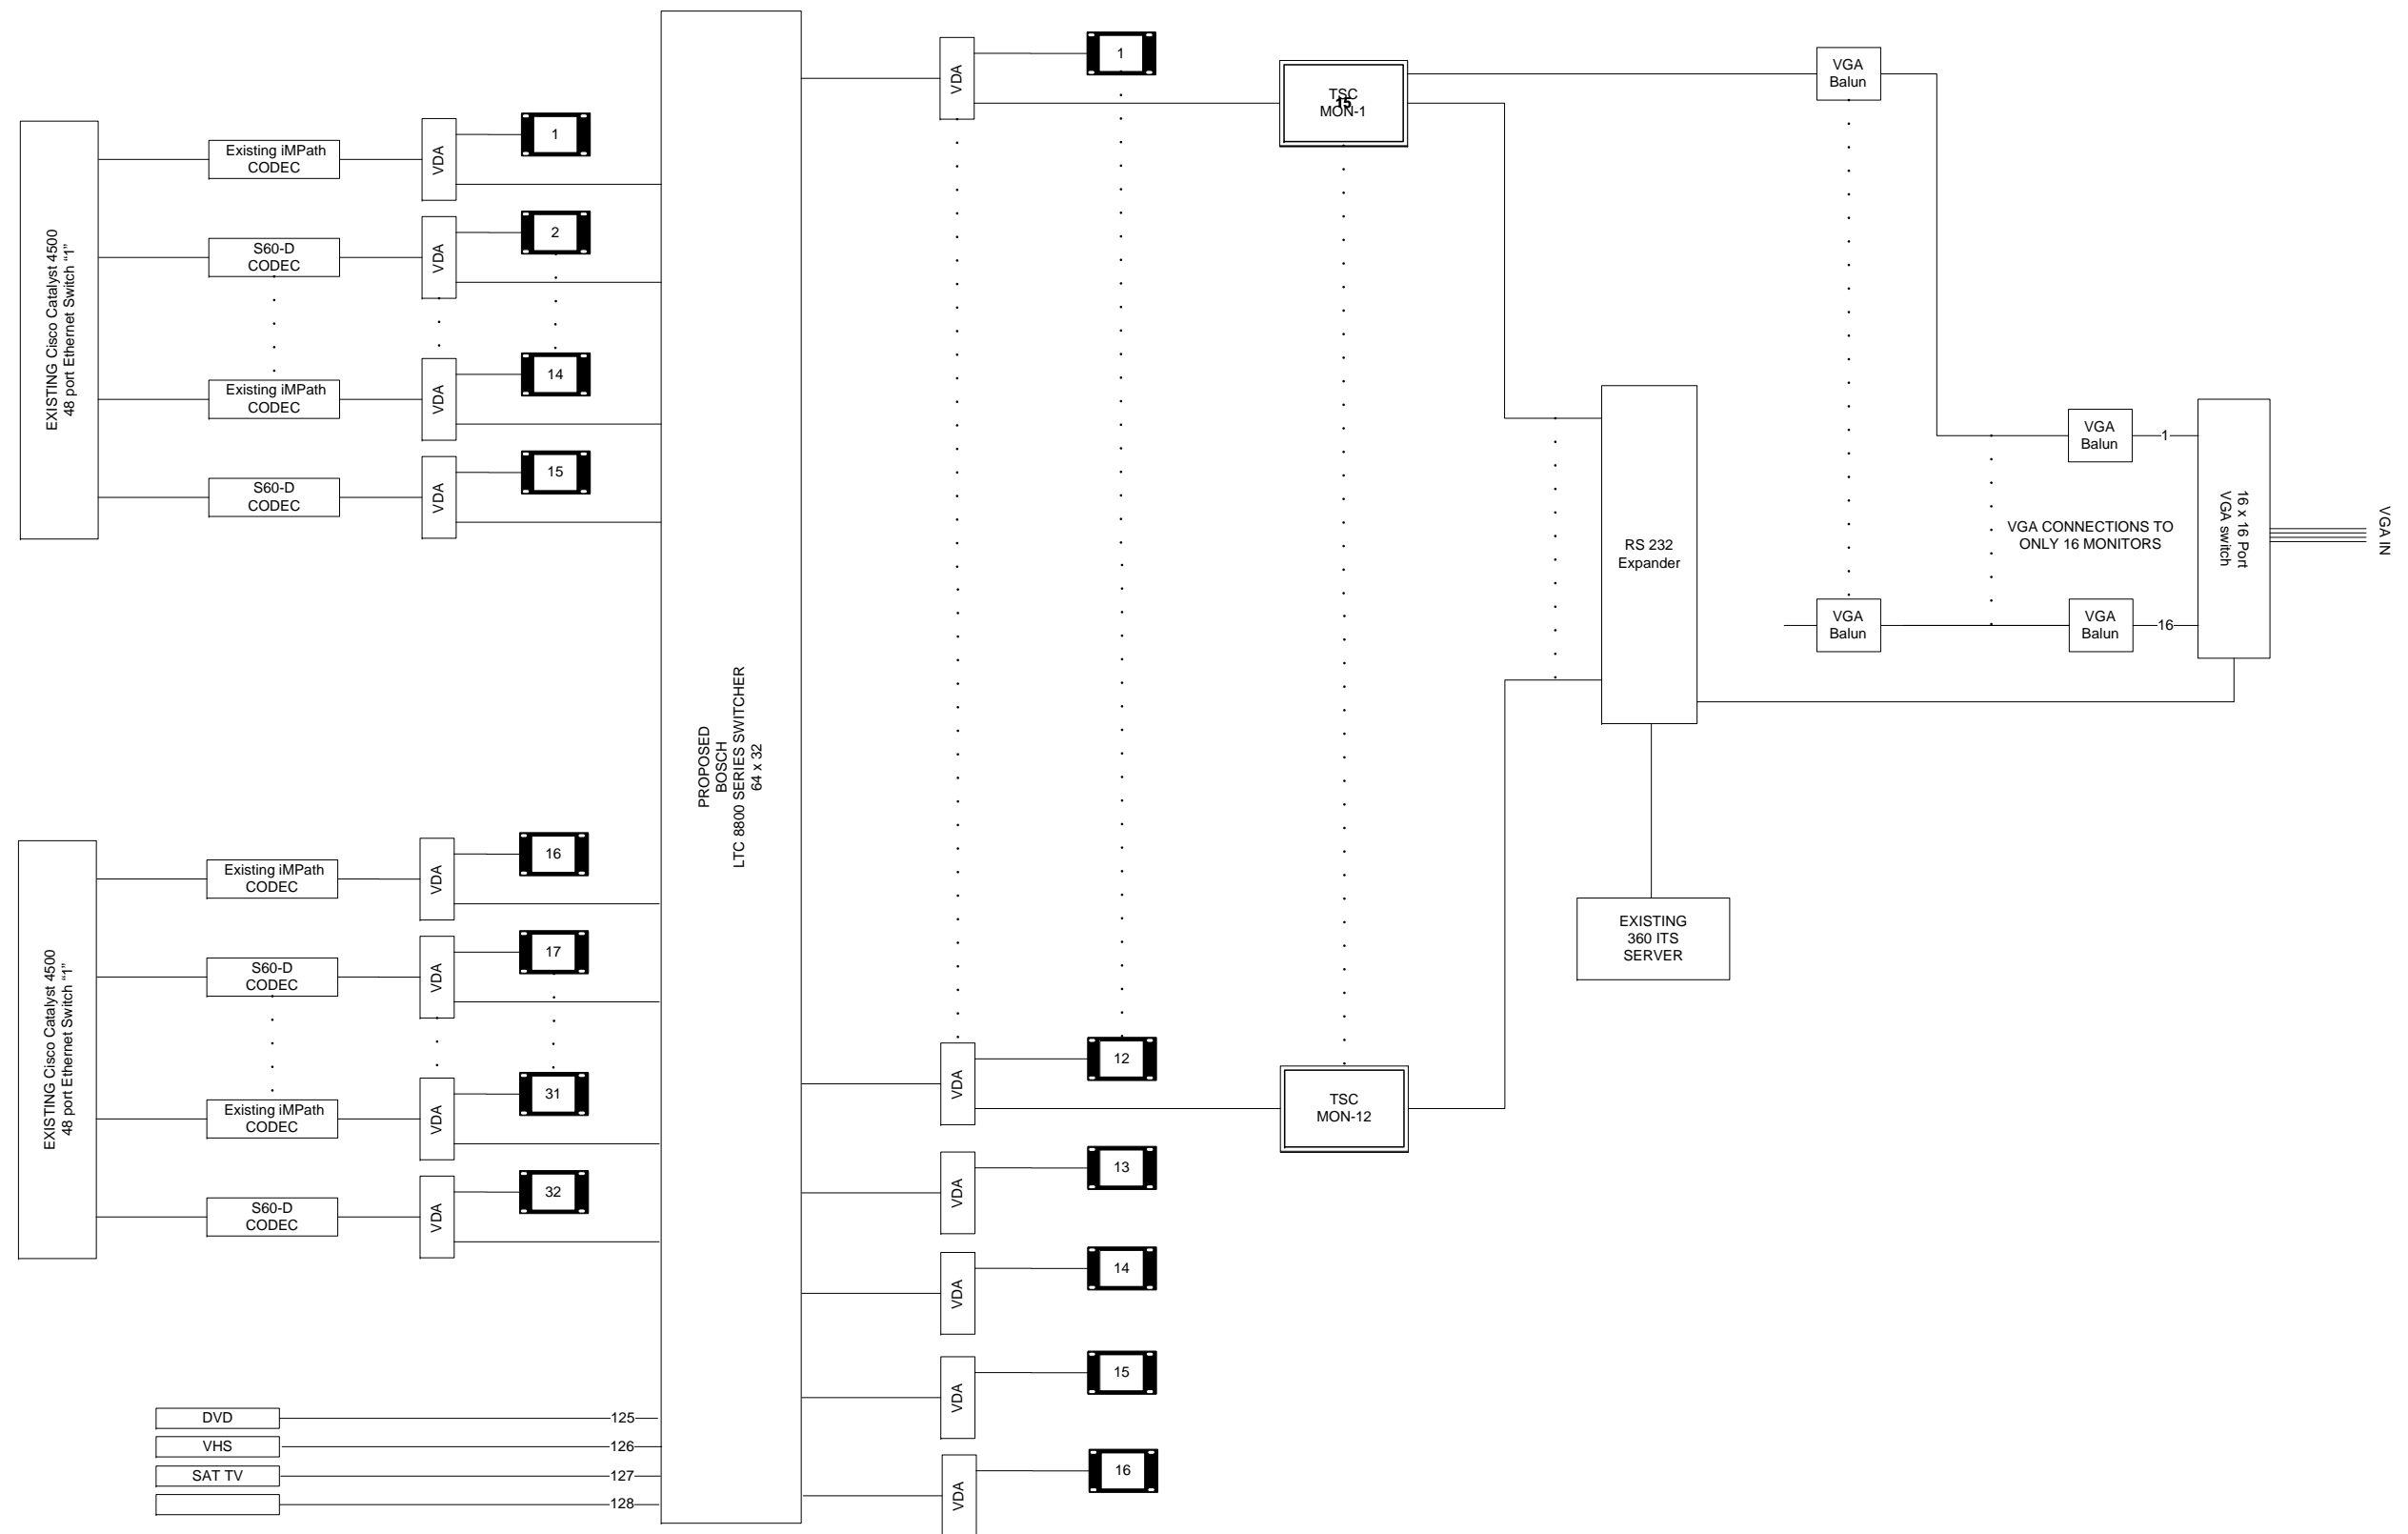 EXISTING Cisco Catalyst 4500
48 port Ethernet Switch “1”
Existing iMPath
CODEC
VDA
1
S60-D
CODEC
VDA
2
Existing iMPath
CODEC
VDA
14
S60-D
CODEC
VDA
15
EXISTING Cisco Catalyst 4500
48 port Ethernet Switch “1”
Existing iMPath
CODEC
VDA
16
S60-D
CODEC
VDA
17
Existing iMPath
CODEC
VDA
31
S60-D
CODEC
VDA
32
DVD
125
VHS
126
SAT TV
127
128
PROPOSED
BOSCH
LTC 8800 SERIES SWITCHER
64 x 32
VDA
1
VDA
12
VDA
13
VDA
14
VDA
15
VDA
16
TSC
15
MON-1
TSC
MON-12
RS 232
Expander
EXISTING
360 ITS
SERVER
VGA
Balun
VGA
Balun
VGA
Balun
1
VGA
Balun
16
VGA CONNECTIONS TO
ONLY 16 MONITORS
16 x 16 Port
VGA switch
VGA IN